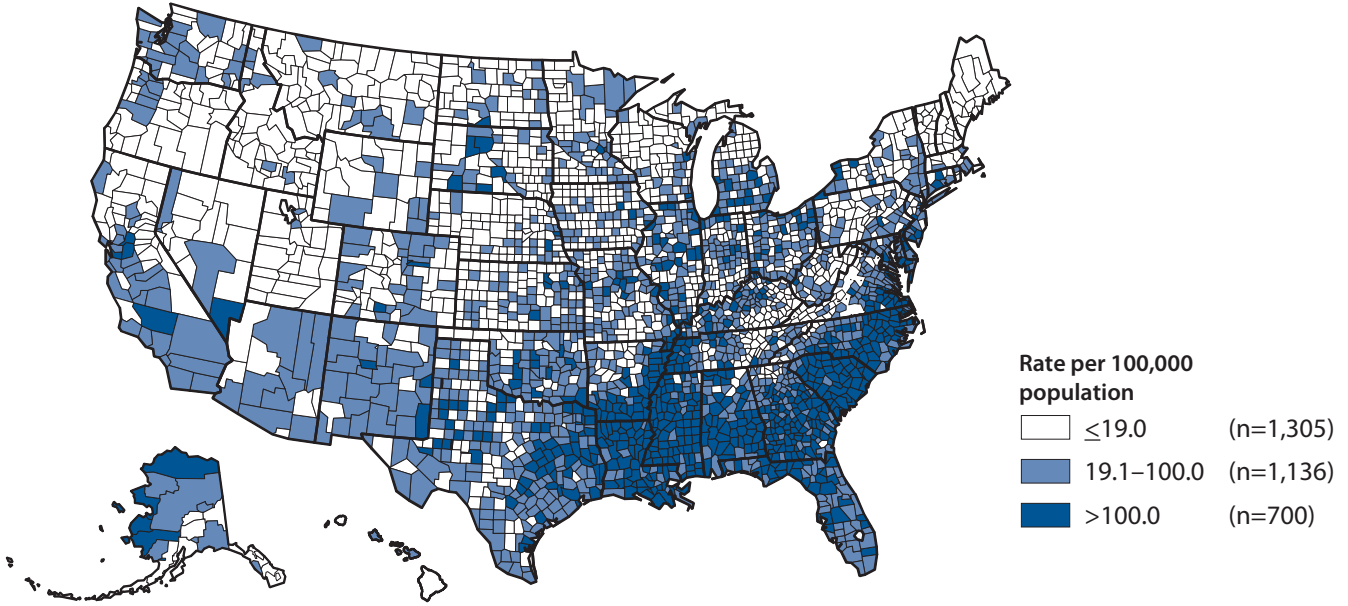 Rate per 100,000
population
≤19.0 (n=1,305)
19.1–100.0 (n=1,136)
>100.0 (n=700)